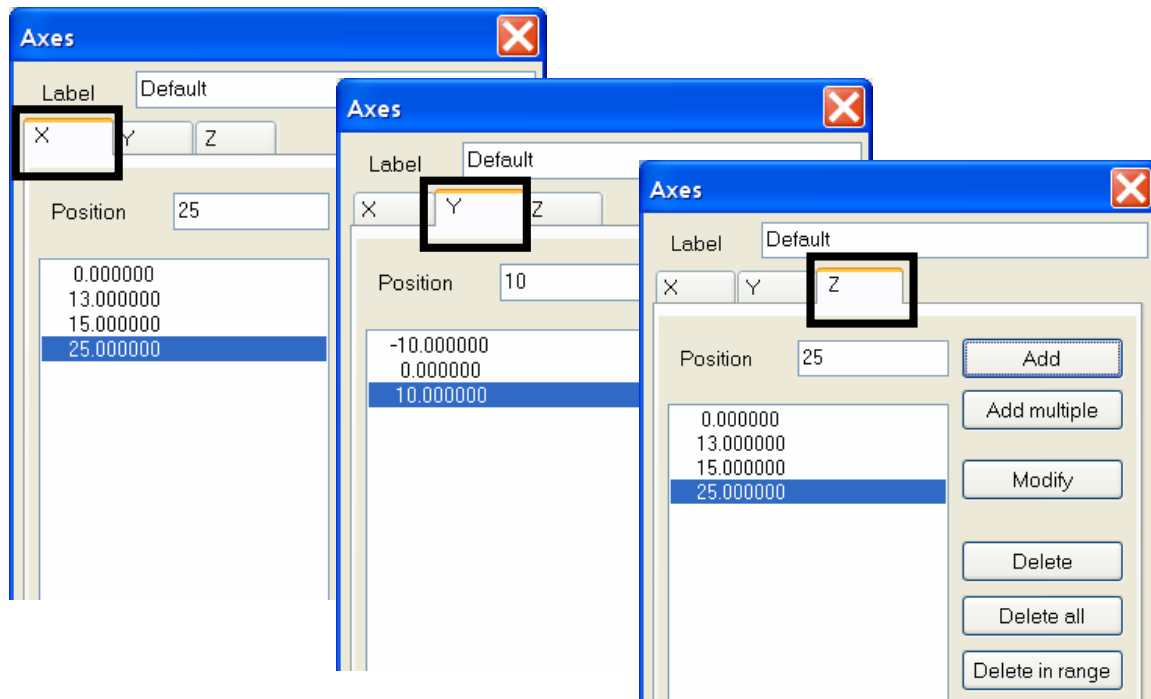 Axes
Label Default
X Y Z
Position 25
0.000000
13.000000
15.000000
25.000000
Axes
Label Default
X Y Z
Position 10
-10.000000
0.000000
10.000000
Axes
Label Default
X Y Z
Position 25 Add
Add multiple
0.000000
13.000000
15.000000
25.000000
Modify
Delete
Delete all
Delete in range